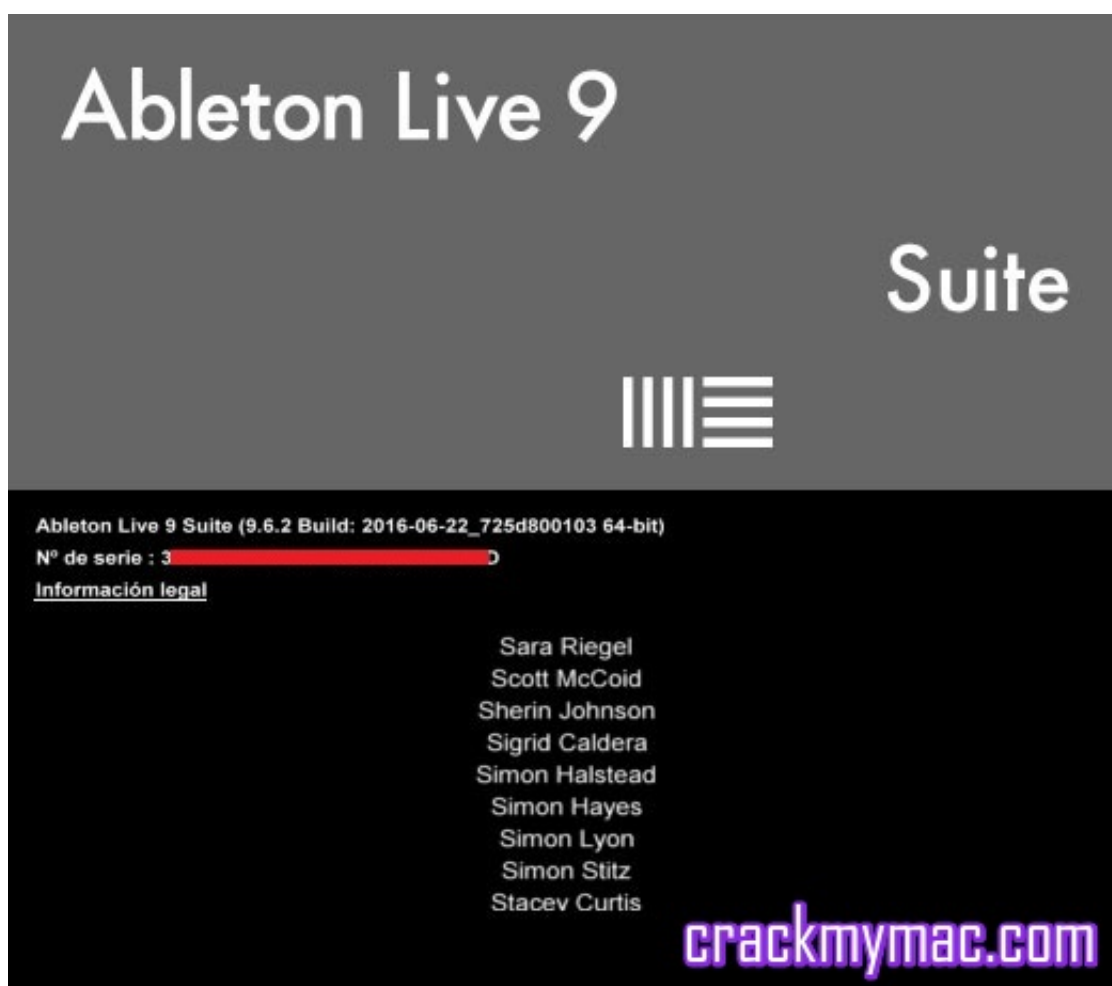 Ableton Live 9
Suite
Ableton Live 9 Suite (9.6.2 Build: 2016-06-22_725d800103 64-bit)
Nº de serie : 3 D
Información legal
Sara Riegel
Scott McCoid
Sherin Johnson
Sigrid Caldera
Simon Halstead
Simon Hayes
Simon Lyon
Simon Stitz
Stacey Curtis
crackmymac.com